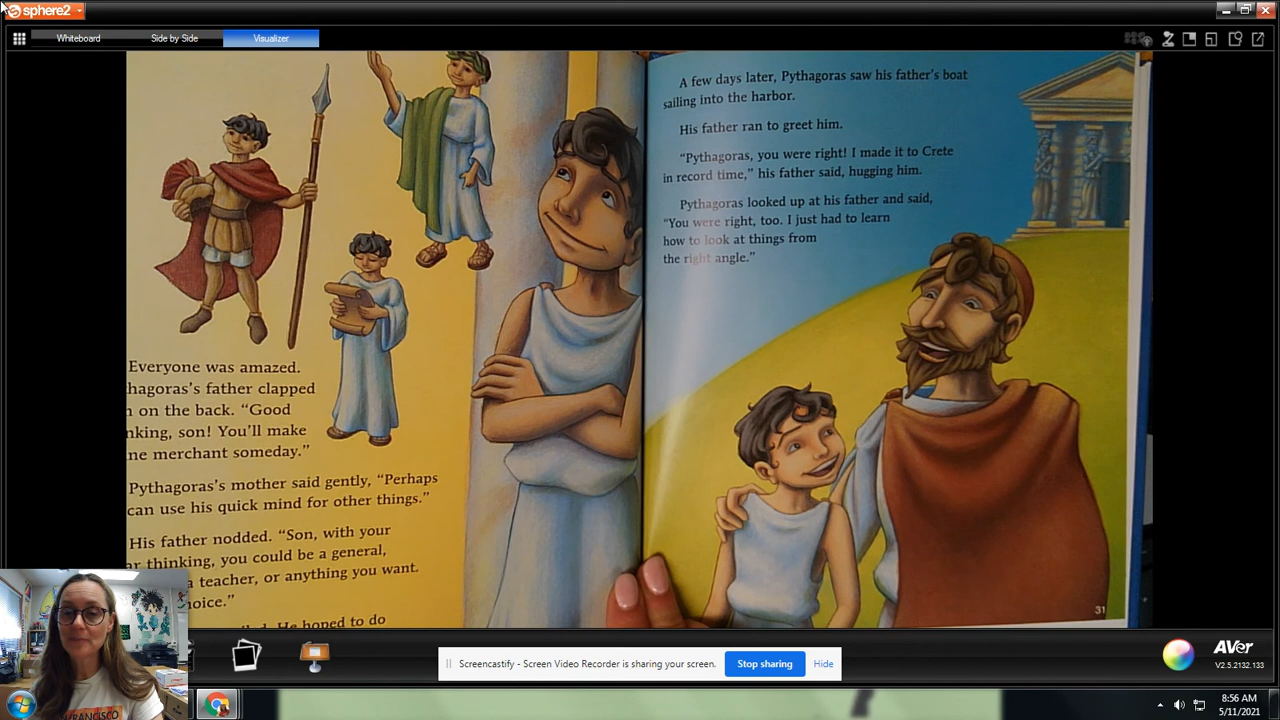 sphere2
Whiteboard
Side by Side
Visualizer
Everyone was amazed.
hagoras's father clapped
on the back. "Good
nking, son! You'll make
ne merchant someday."
Pythagoras's mother said gently, "Perhaps
can use his quick mind for other things."
His father nodded. "Son, with your
thinking, you could be a general,
a teacher, or anything you want.
hoice."
He hoped to do
A few days later, Pythagoras saw his father's boat
sailing into the harbor.
His father ran to greet him.
"Pythagoras, you were right! I made it to Crete
in record time," his father said, hugging him.
Pythagoras looked up at his father and said,
"You were right, too. I just had to learn
how to look at things from
the right angle."
31
Screencastify - Screen Video Recorder is sharing your screen.
Stop sharing
Hide
AVer
V2.5.2132.133
8:56 AM
5/11/2021